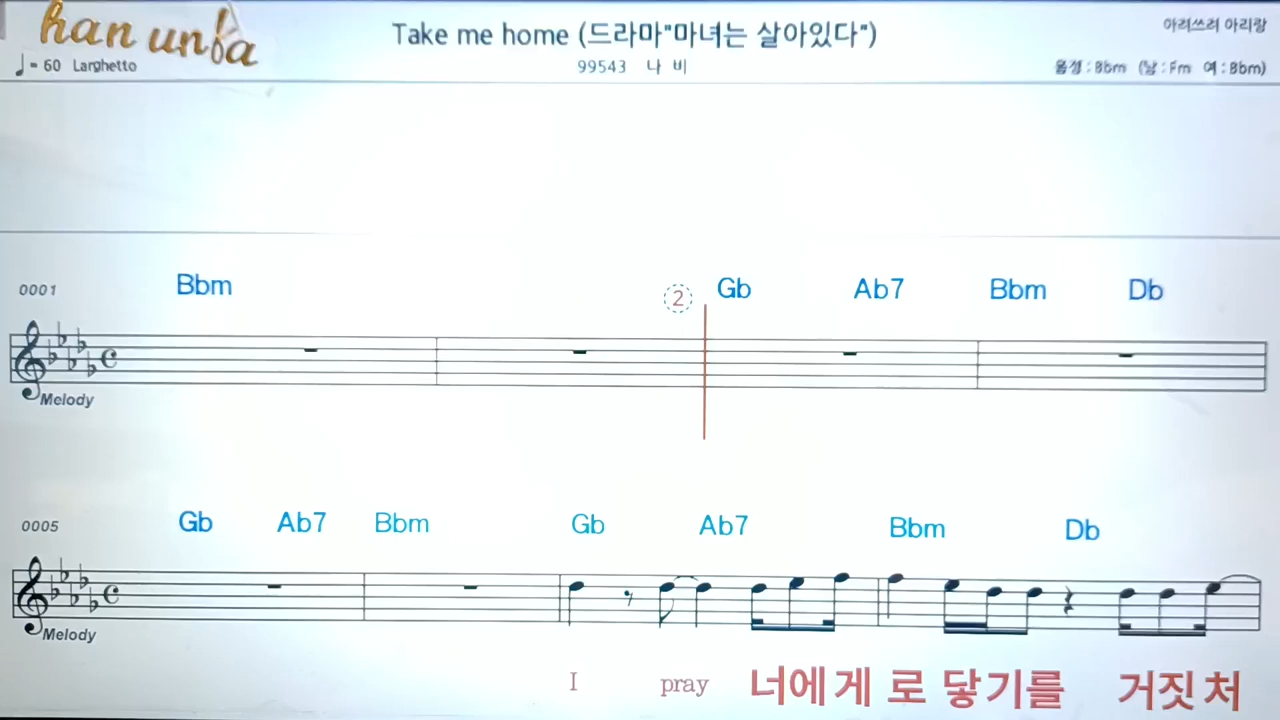 han unfa
Take me home (드라마"마녀는 살아있다")
아려쓰려 아리랑
♩= 60 Larghetto
99543 나 비
음정 : Bbm (남 : Fm 여 : Bbm)
0001 Bbm ② Gb Ab7 Bbm Db
Melody
0005 Gb Ab7 Bbm Gb Ab7 Bbm Db
Melody
I pray 너에게 로 닿기를 거짓처